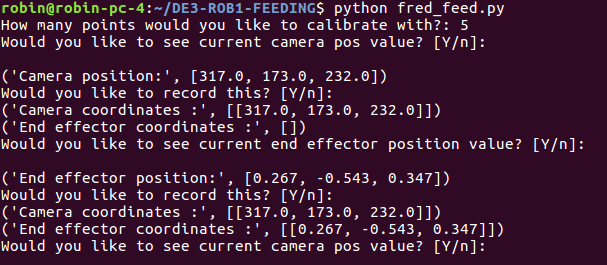 robin@robin-pc-4:~/DE3-ROB1-FEEDING$ python fred_feed.py
How many points would you like to calibrate with?: 5
Would you like to see current camera pos value? [Y/n]:
('Camera position:', [317.0, 173.0, 232.0])
Would you like to record this? [Y/n]:
('Camera coordinates :', [[317.0, 173.0, 232.0]])
('End effector coordinates :', [])
Would you like to see current end effector position value? [Y/n]:
('End effector position:', [0.267, -0.543, 0.347])
Would you like to record this? [Y/n]:
('Camera coordinates :', [[317.0, 173.0, 232.0]])
('End effector coordinates :', [[0.267, -0.543, 0.347]])
Would you like to see current camera pos value? [Y/n]: